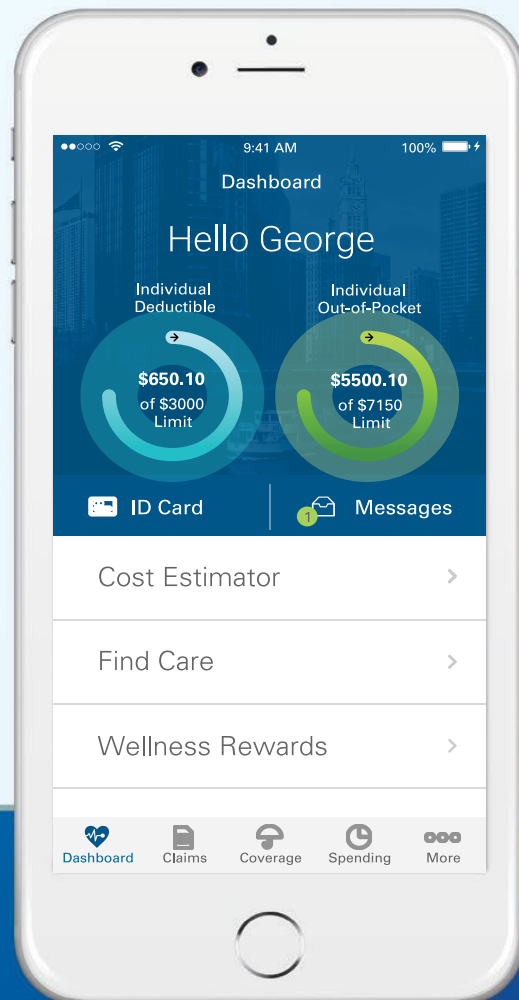 9:41 AM
100%
Dashboard
Hello George
Individual
Deductible
$650.10
of $3000
Limit
Individual
Out-of-Pocket
$5500.10
of $7150
Limit
ID Card
1
Messages
Cost Estimator
Find Care
Wellness Rewards
Dashboard
Claims
Coverage
Spending
More